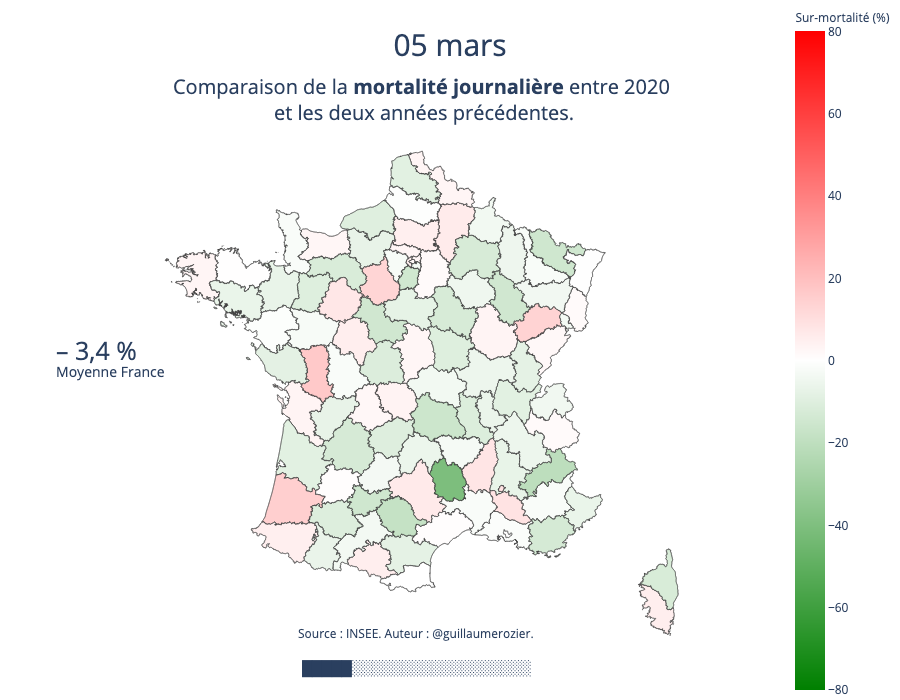 Sur-mortalité (%)
05 mars
Comparaison de la mortalité journalière entre 2020
et les deux années précédentes.
80
60
40
20
0
−20
−40
−60
−80
– 3,4 %
Moyenne France
Source : INSEE. Auteur : @guillaumerozier.